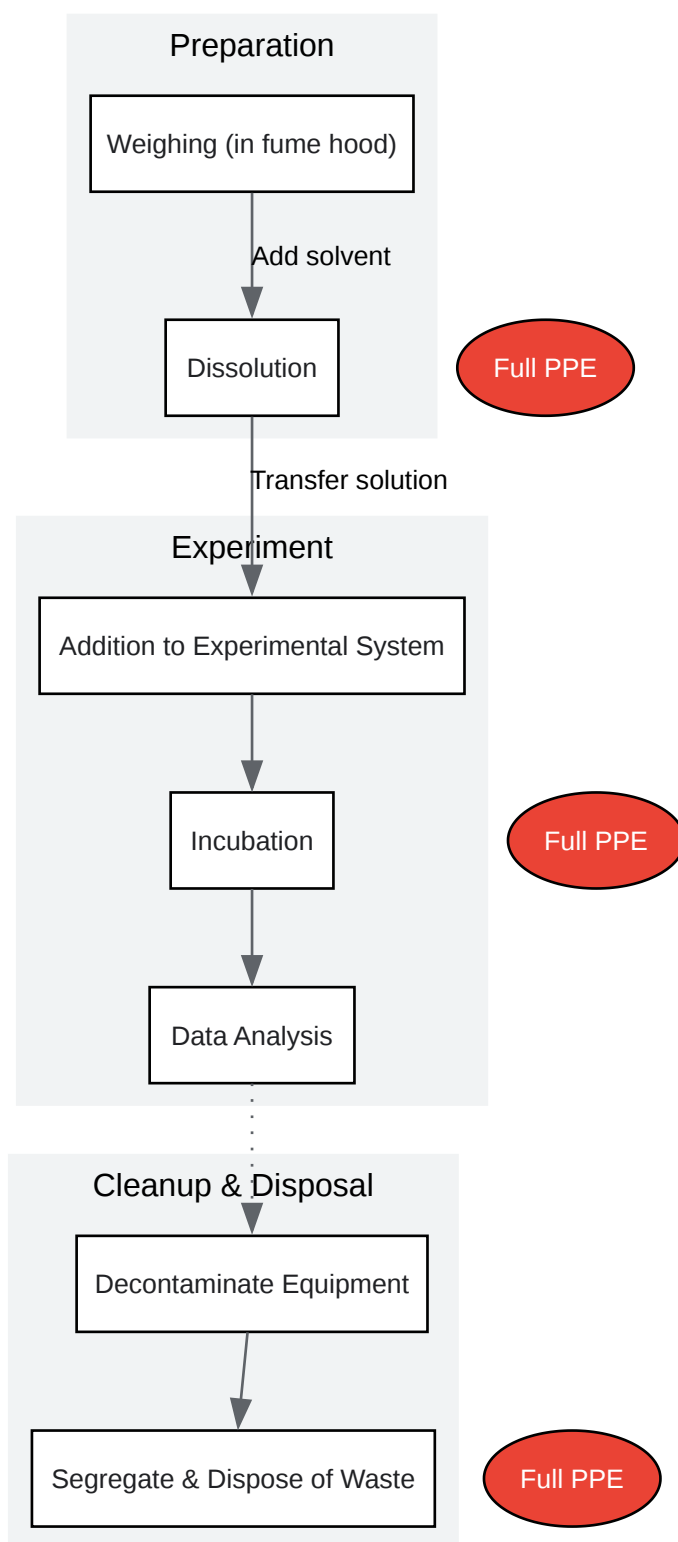 Preparation
Weighing (in fume hood)
Add solvent
Dissolution
Full PPE
Transfer solution
Experiment
Addition to Experimental System
Incubation
Full PPE
Data Analysis
Cleanup & Disposal
Decontaminate Equipment
Segregate & Dispose of Waste
Full PPE